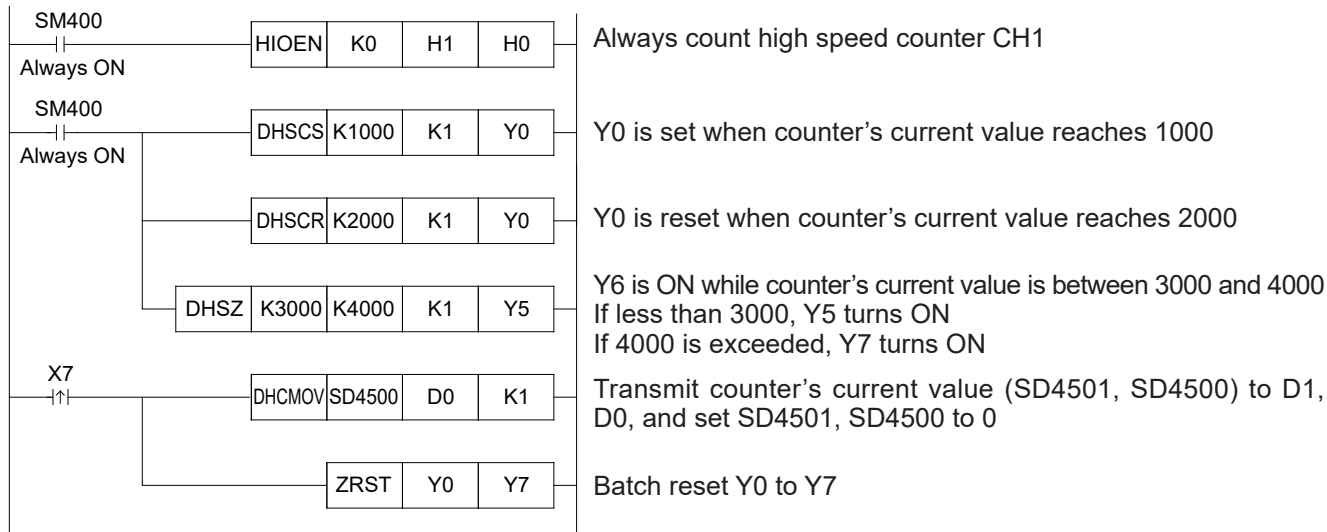 SM400
HIOEN K0 H1 H0 Always count high speed counter CH1
Always ON
SM400
DHSCS K1000 K1 Y0 Y0 is set when counter’s current value reaches 1000
Always ON
DHSCR K2000 K1 Y0 Y0 is reset when counter’s current value reaches 2000
Y6 is ON while counter’s current value is between 3000 and 4000
DHSZ K3000 K4000 K1 Y5 If less than 3000, Y5 turns ON
If 4000 is exceeded, Y7 turns ON
X7
DHCMOV SD4500 D0 K1 Transmit counter’s current value (SD4501, SD4500) to D1,
D0, and set SD4501, SD4500 to 0
ZRST Y0 Y7 Batch reset Y0 to Y7